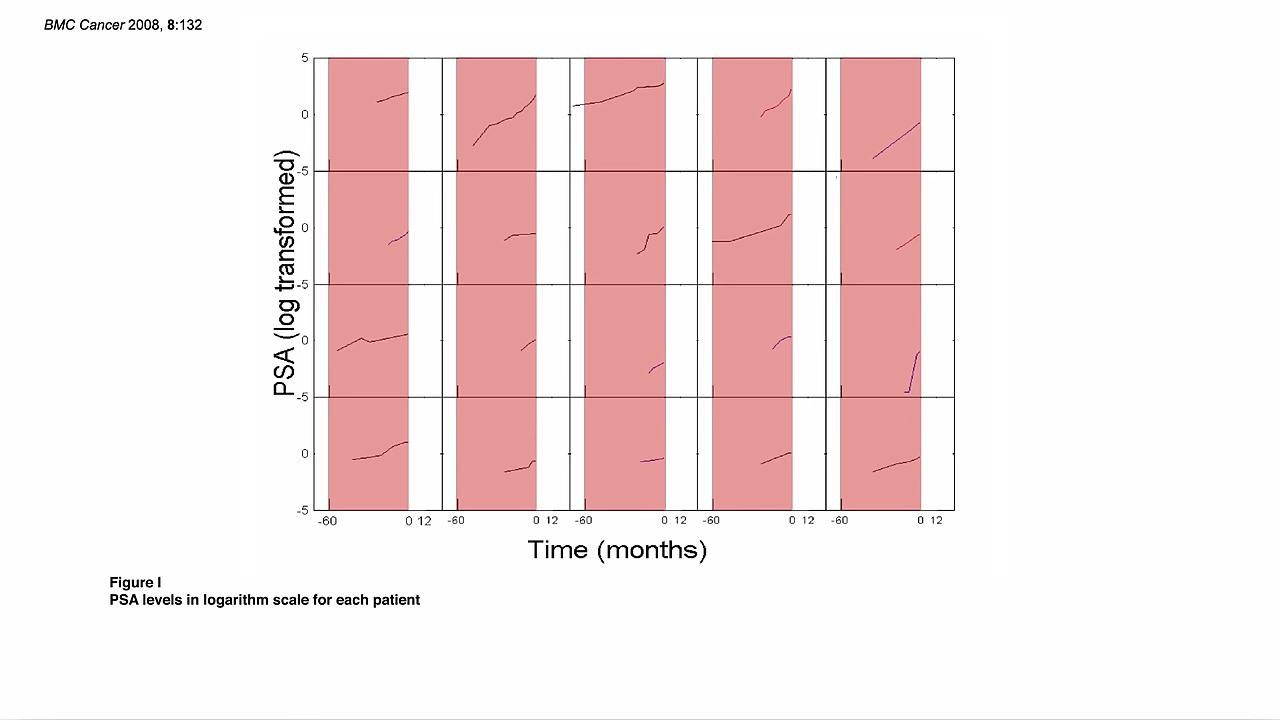 BMC Cancer 2008, 8:132
5
0
-5
0
-5
0
-5
0
-5
PSA (log transformed)
-60 0 12 -60 0 12 -60 0 12 -60 0 12 -60 0 12
Time (months)
Figure I
PSA levels in logarithm scale for each patient